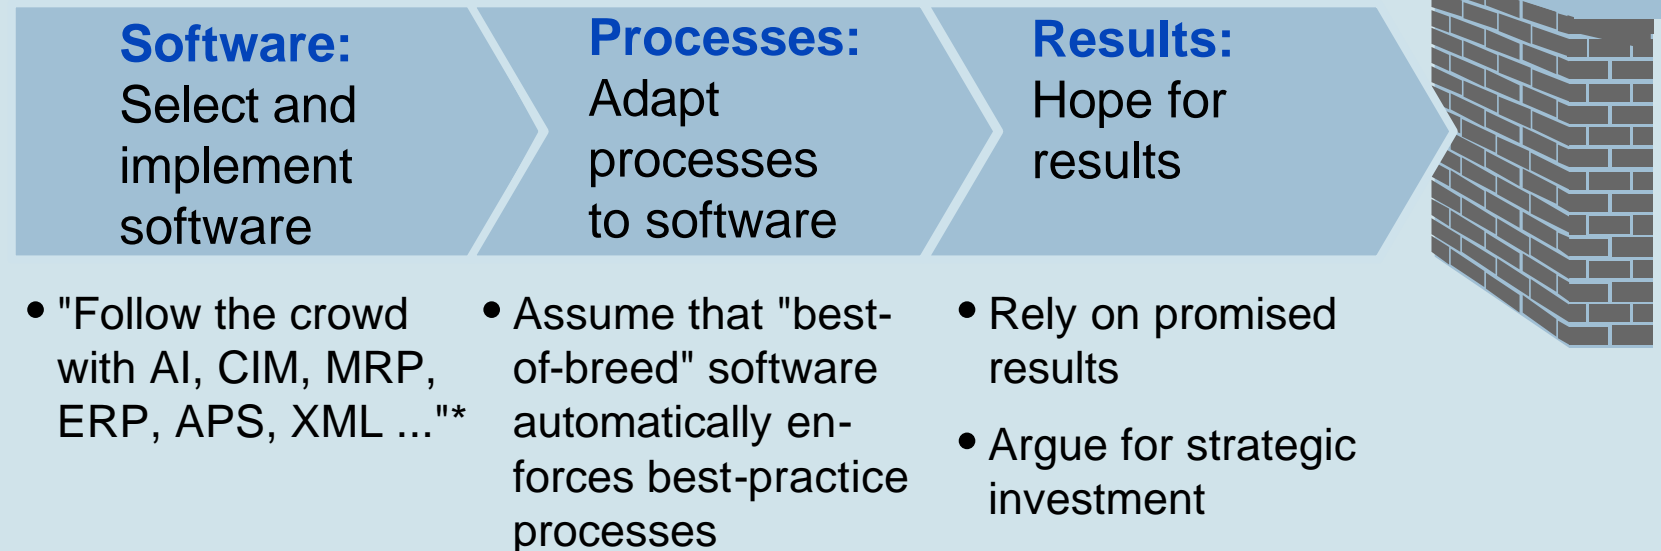 Software:
Select and
implement
software
Processes:
Adapt
processes
to software
Results:
Hope for
results
• "Follow the crowd
with AI, CIM, MRP,
ERP, APS, XML ..."*
• Assume that "best-
of-breed" software
automatically en-
forces best-practice
processes
• Rely on promised
results
• Argue for strategic
investment